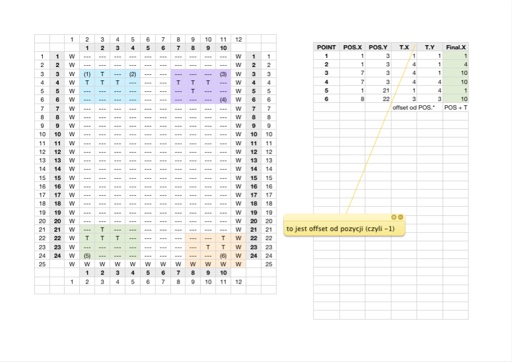 1 2 3 4 5 6 7 8 9 10 11 12
1 2 3 4 5 6 7 8 9 10
1 1 W --- --- --- --- --- --- --- --- --- --- W 1 1
2 2 W --- --- --- --- --- --- --- --- --- --- W 2 2
3 3 W (1) T --- (2) --- --- --- --- --- (3) W 3 3
4 4 W T T T --- --- --- T T T --- W 4 4
5 5 W --- --- --- --- --- --- --- T --- --- W 5 5
6 6 W --- --- --- --- --- --- --- --- --- (4) W 6 6
7 7 W --- --- --- --- --- --- --- --- --- --- W 7 7
8 8 W --- --- --- --- --- --- --- --- --- --- W 8 8
9 9 W --- --- --- --- --- --- --- --- --- --- W 9 9
10 10 W --- --- --- --- --- --- --- --- --- --- W 10 10
11 11 W --- --- --- --- --- --- --- --- --- --- W 11 11
12 12 W --- --- --- --- --- --- --- --- --- --- W 12 12
13 13 W --- --- --- --- --- --- --- --- --- --- W 13 13
14 14 W --- --- --- --- --- --- --- --- --- --- W 14 14
15 15 W --- --- --- --- --- --- --- --- --- --- W 15 15
16 16 W --- --- --- --- --- --- --- --- --- --- W 16 16
17 17 W --- --- --- --- --- --- --- --- --- --- W 17 17
18 18 W --- --- --- --- --- --- --- --- --- --- W 18 18
19 19 W --- --- --- --- --- --- --- --- --- --- W 19 19
20 20 W --- --- --- --- --- --- --- --- --- --- W 20 20
21 21 W --- T --- --- --- --- --- --- --- --- W 21 21
22 22 W T T T --- --- --- --- --- --- T W 22 22
23 23 W --- --- --- --- --- --- --- --- T T W 23 23
24 24 W (5) --- --- --- --- --- --- --- --- (6) W 24 24
25 W W W W W W W W W W W W 25
1 2 3 4 5 6 7 8 9 10
1 2 3 4 5 6 7 8 9 10 11 12
POINT POS.X POS.Y T.X T.Y Final.X
1 1 3 1 1 1
2 1 3 4 1 4
3 7 3 4 1 10
4 7 3 4 4 10
5 1 21 1 4 1
6 8 22 3 3 10
offset od POS.* POS + T
to jest offset od pozycji (czyli -1)